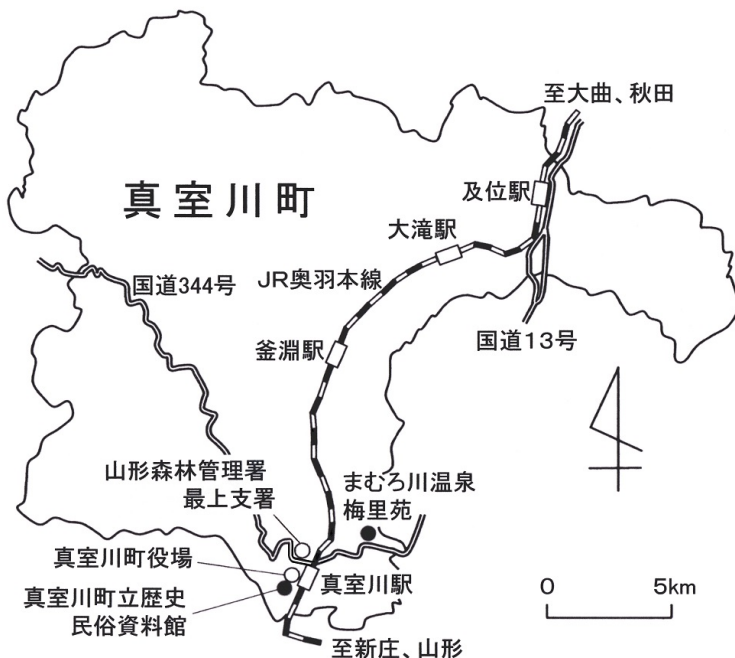 至大曲、秋田
及位駅
真室川町
大滝駅
国道344号
JR奥羽本線
国道13号
釜淵駅
山形森林管理署
最上支署
まむろ川温泉
梅里苑
真室川町役場
真室川駅
真室川町立歴史
民俗資料館
0 5km
至新庄、山形